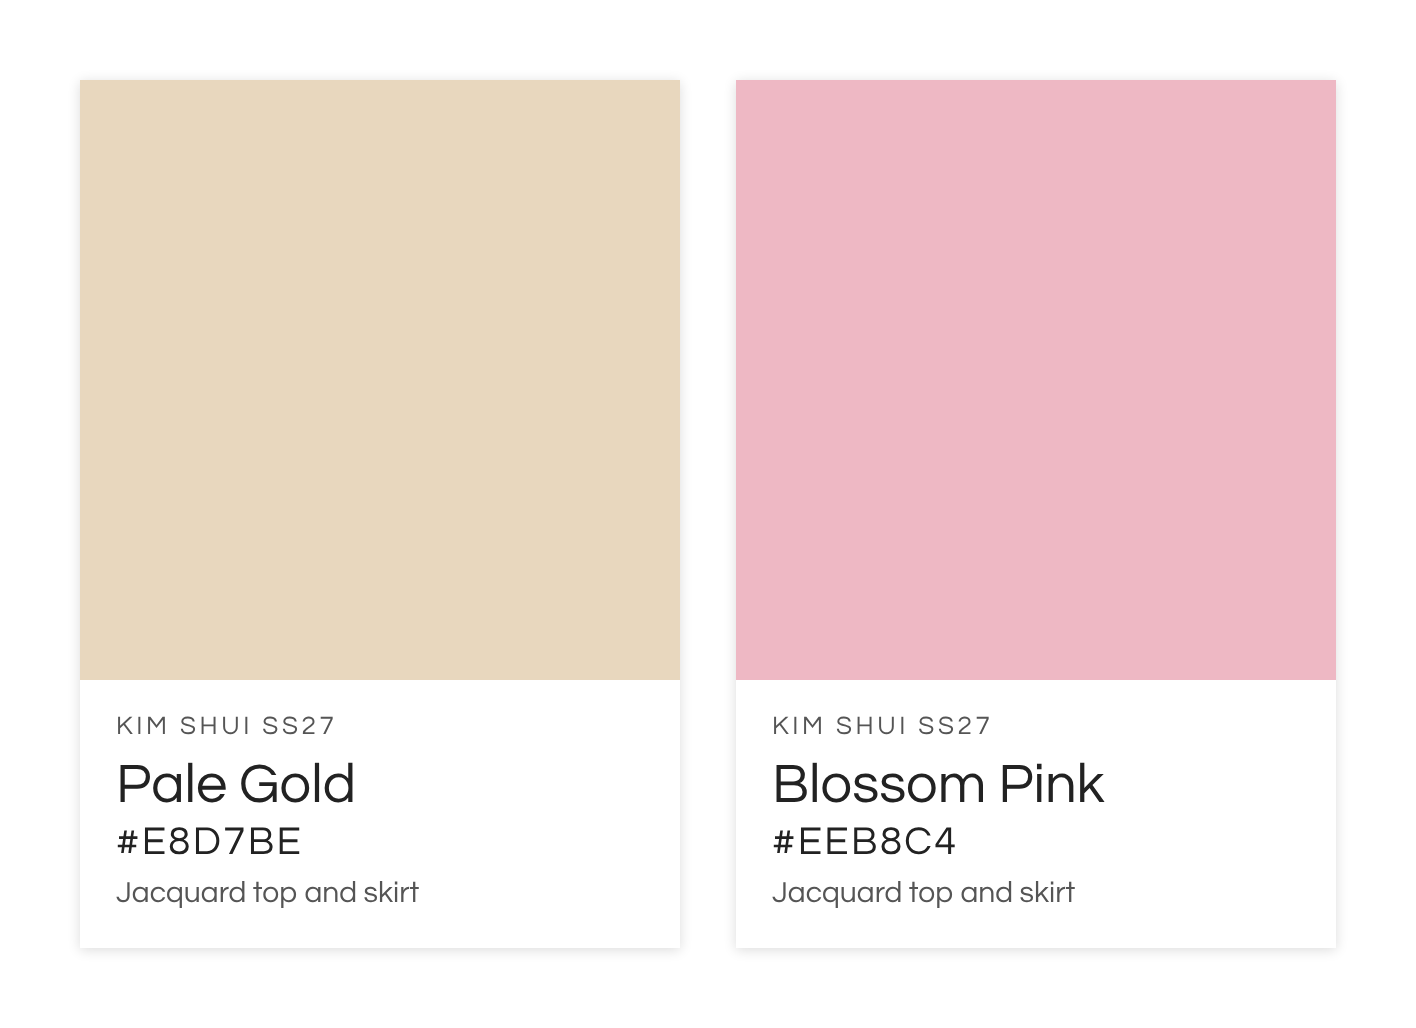 KIM SHUI SS27
Pale Gold
#E8D7BE
Jacquard top and skirt
KIM SHUI SS27
Blossom Pink
#EEB8C4
Jacquard top and skirt